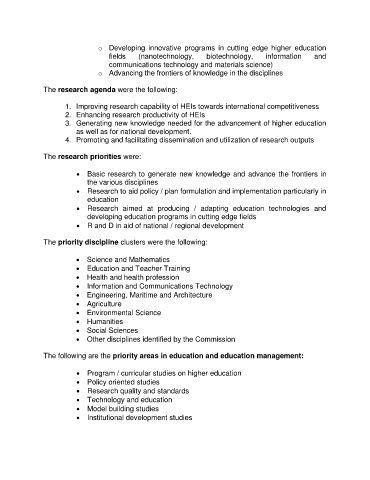 o Developing innovative programs in cutting edge higher education
fields (nanotechnology, biotechnology, information and
communications technology and materials science)
o Advancing the frontiers of knowledge in the disciplines
The research agenda were the following:
1. Improving research capability of HEIs towards international competitiveness
2. Enhancing research productivity of HEIs
3. Generating new knowledge needed for the advancement of higher education
as well as for national development.
4. Promoting and facilitating dissemination and utilization of research outputs
The research priorities were:
• Basic research to generate new knowledge and advance the frontiers in
the various disciplines
• Research to aid policy / plan formulation and implementation particularly in
education
• Research aimed at producing / adapting education technologies and
developing education programs in cutting edge fields
• R and D in aid of national / regional development
The priority discipline clusters were the following:
• Science and Mathematics
• Education and Teacher Training
• Health and health profession
• Information and Communications Technology
• Engineering, Maritime and Architecture
• Agriculture
• Environmental Science
• Humanities
• Social Sciences
• Other disciplines identified by the Commission
The following are the priority areas in education and education management:
• Program / curricular studies on higher education
• Policy oriented studies
• Research quality and standards
• Technology and education
• Model building studies
• Institutional development studies